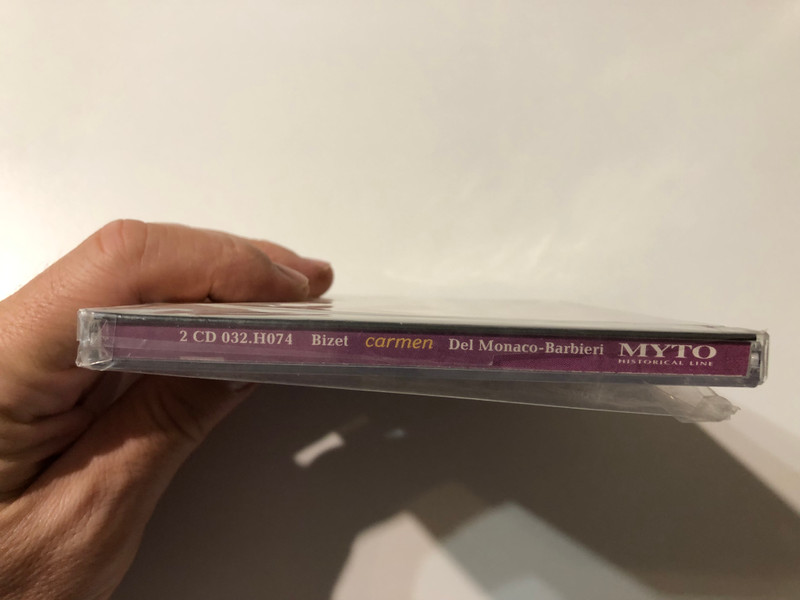 2 CD 032.H074 Bizet carmen Del Monaco-Barbieri MYTO
HISTORICAL LINE